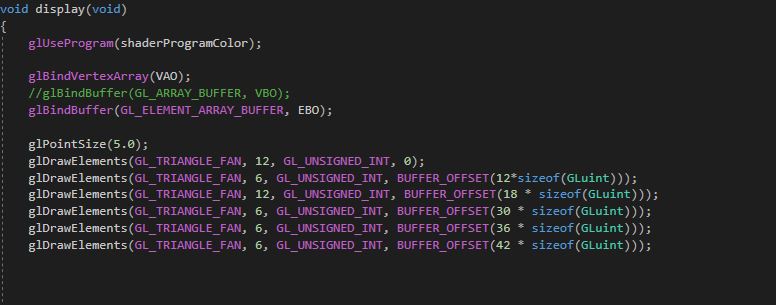 void display(void)
{
glUseProgram(shaderProgramColor);
glBindVertexArray(VAO);
//glBindBuffer(GL_ARRAY_BUFFER, VBO);
glBindBuffer(GL_ELEMENT_ARRAY_BUFFER, EBO);
glPointSize(5.0);
glDrawElements(GL_TRIANGLE_FAN, 12, GL_UNSIGNED_INT, 0);
glDrawElements(GL_TRIANGLE_FAN, 6, GL_UNSIGNED_INT, BUFFER_OFFSET(12*sizeof(GLuint)));
glDrawElements(GL_TRIANGLE_FAN, 12, GL_UNSIGNED_INT, BUFFER_OFFSET(18 * sizeof(GLuint)));
glDrawElements(GL_TRIANGLE_FAN, 6, GL_UNSIGNED_INT, BUFFER_OFFSET(30 * sizeof(GLuint)));
glDrawElements(GL_TRIANGLE_FAN, 6, GL_UNSIGNED_INT, BUFFER_OFFSET(36 * sizeof(GLuint)));
glDrawElements(GL_TRIANGLE_FAN, 6, GL_UNSIGNED_INT, BUFFER_OFFSET(42 * sizeof(GLuint)));